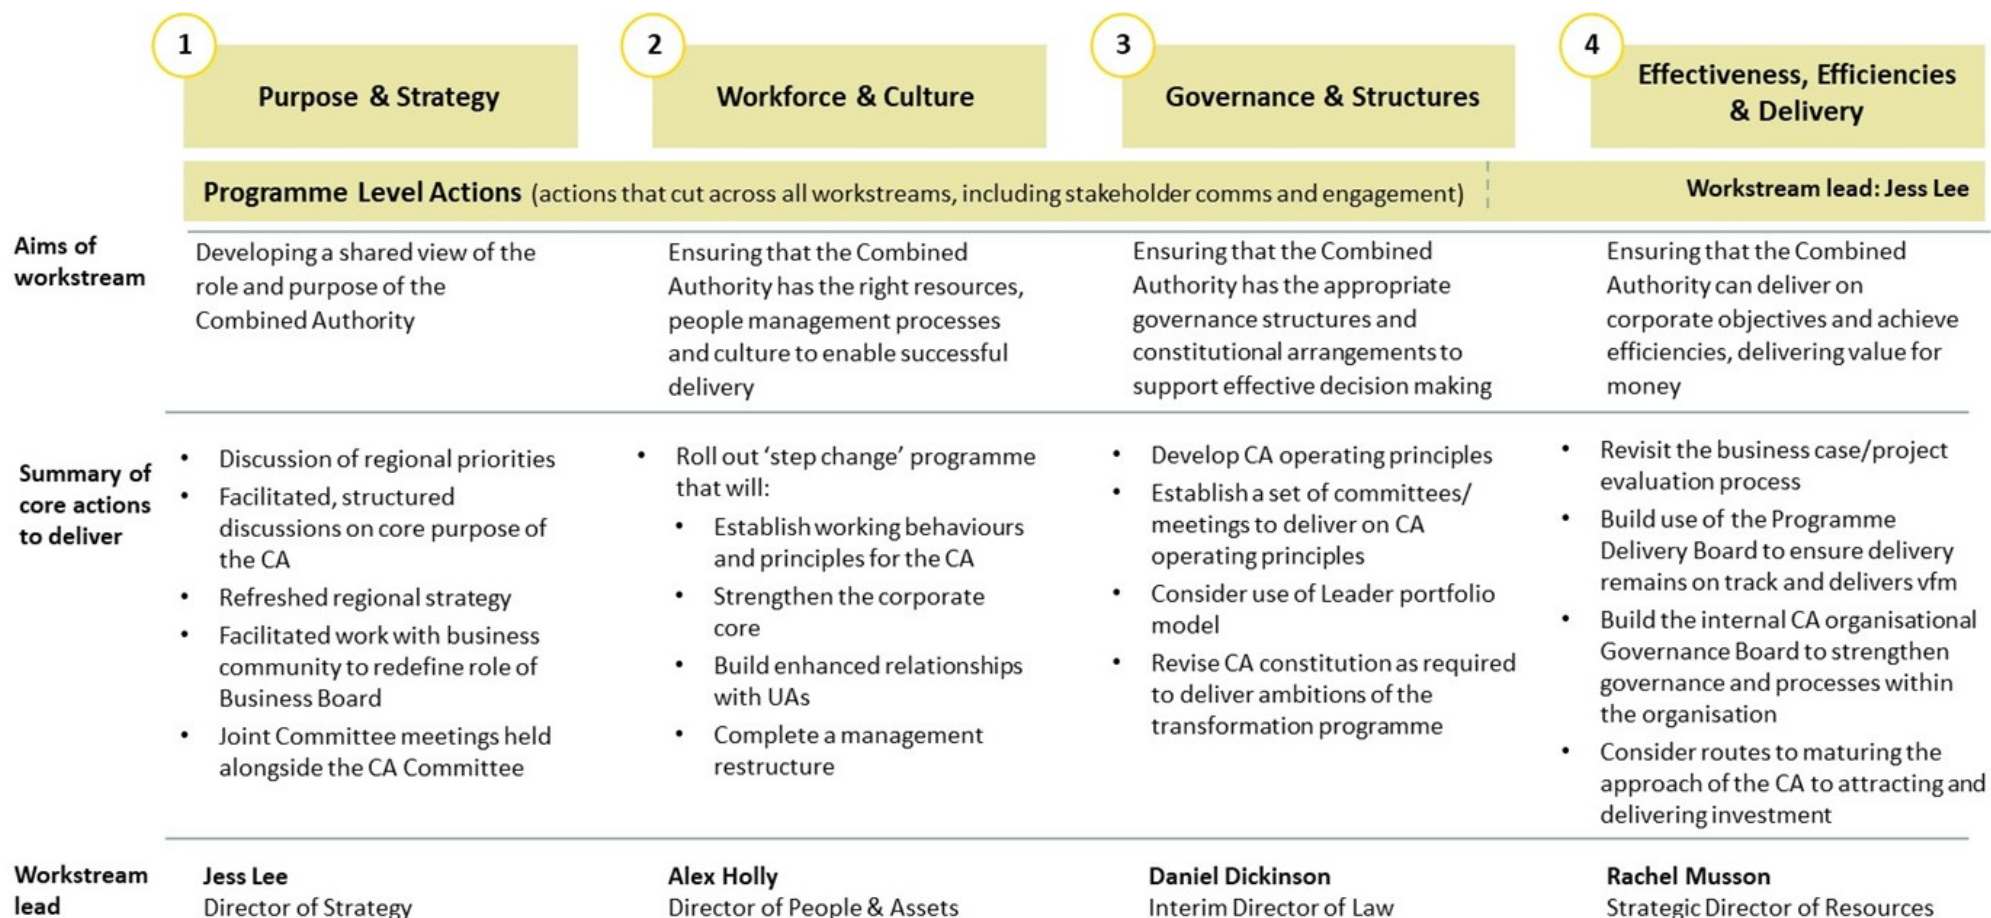 1
Purpose & Strategy
2
Workforce & Culture
3
Governance & Structures
4
Effectiveness, Efficiencies
& Delivery
Programme Level Actions (actions that cut across all workstreams, including stakeholder comms and engagement)
Workstream lead: Jess Lee
Aims of
workstream
Developing a shared view of the
role and purpose of the
Combined Authority
Ensuring that the Combined
Authority has the right resources,
people management processes
and culture to enable successful
delivery
Ensuring that the Combined
Authority has the appropriate
governance structures and
constitutional arrangements to
support effective decision making
Ensuring that the Combined
Authority can deliver on
corporate objectives and achieve
efficiencies, delivering value for
money
Summary of
core actions
to deliver
• Discussion of regional priorities
• Facilitated, structured
discussions on core purpose of
the CA
• Refreshed regional strategy
• Facilitated work with business
community to redefine role of
Business Board
• Joint Committee meetings held
alongside the CA Committee
• Roll out ‘step change’ programme
that will:
• Establish working behaviours
and principles for the CA
• Strengthen the corporate
core
• Build enhanced relationships
with UAs
• Complete a management
restructure
• Develop CA operating principles
• Establish a set of committees/
meetings to deliver on CA
operating principles
• Consider use of Leader portfolio
model
• Revise CA constitution as required
to deliver ambitions of the
transformation programme
• Revisit the business case/project
evaluation process
• Build use of the Programme
Delivery Board to ensure delivery
remains on track and delivers vfm
• Build the internal CA organisational
Governance Board to strengthen
governance and processes within
the organisation
• Consider routes to maturing the
approach of the CA to attracting and
delivering investment
Workstream
lead
Jess Lee
Director of Strategy
Alex Holly
Director of People & Assets
Daniel Dickinson
Interim Director of Law
Rachel Musson
Strategic Director of Resources